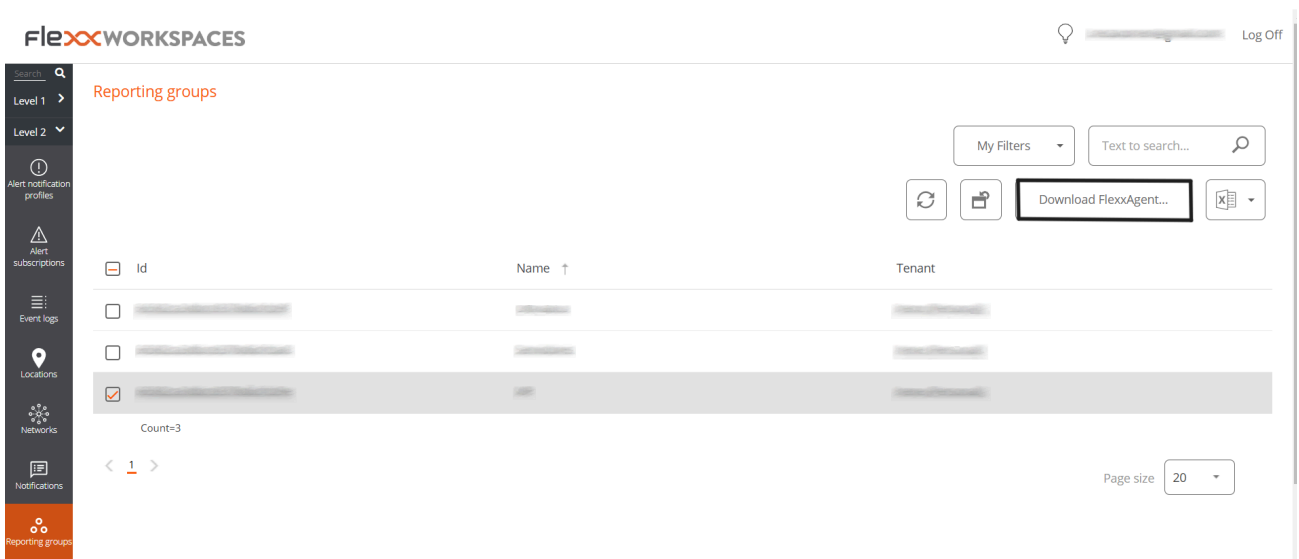 FlexxWORKSPACES
Log Off
Search
Level 1
Level 2
Alert notification
profiles
Alert
subscriptions
Event logs
Locations
Networks
Notifications
Reporting groups
Reporting groups
My Filters
Text to search...
Download FlexxAgent...
Id Name ↑ Tenant
Count=3
1
Page size 20